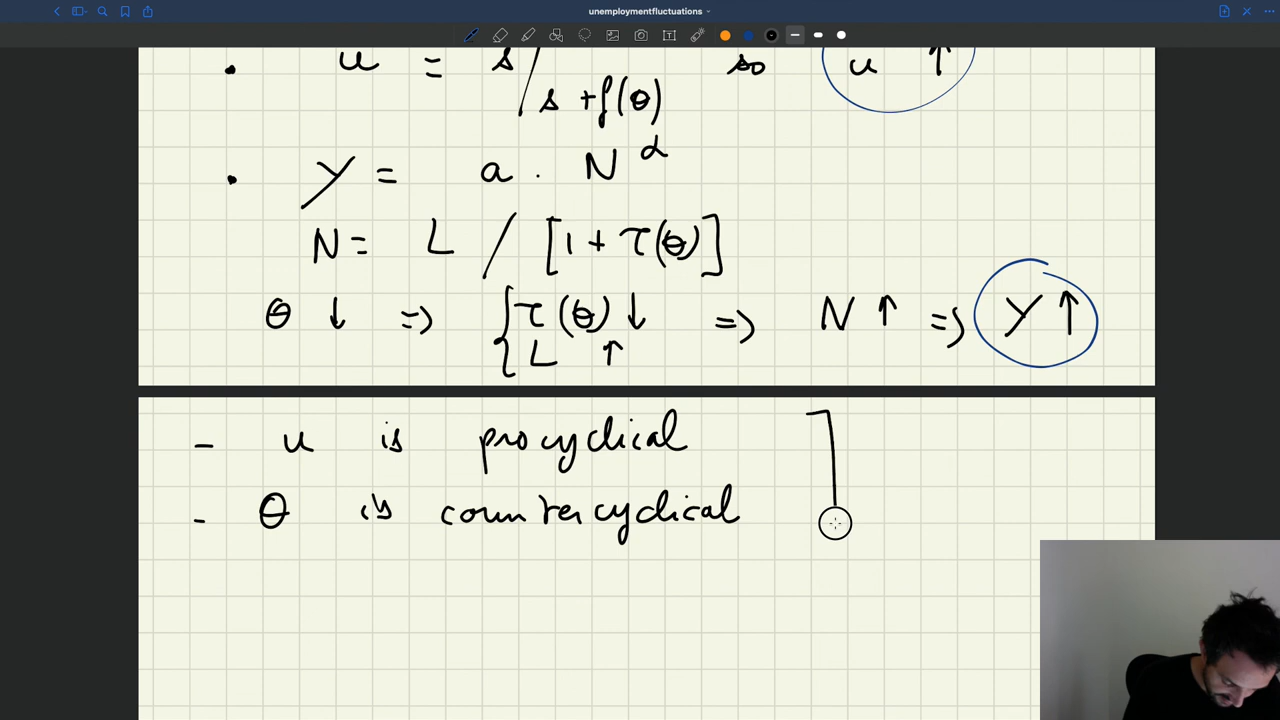 unemploymentfluctuations
u = s / s + f(θ) so u ↑
• Y = a · N^α
N = L / [1 + τ(θ)]
θ ↓ => { τ(θ) ↓ L ↑ => N ↑ => Y ↑
- u is procyclical
- θ is countercyclical